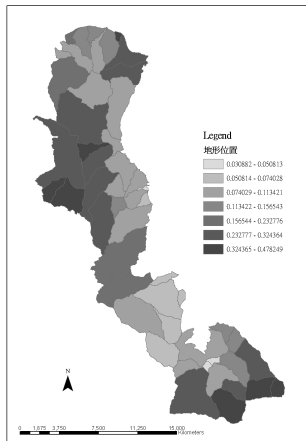 Legend
地形位置
0.030882 - 0.050813
0.050814 - 0.074028
0.074029 - 0.113421
0.113422 - 0.156543
0.156544 - 0.232776
0.232777 - 0.324364
0.324365 - 0.478249
N
0 1,875 3,750 7,500 11,250 15,000
Kilometers